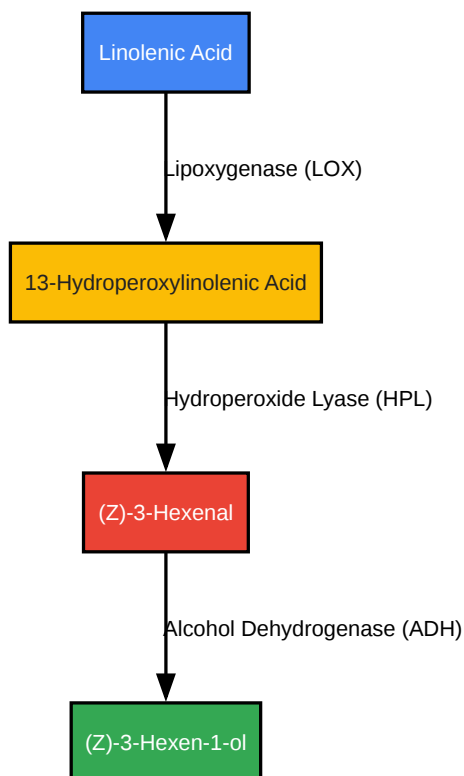 Linolenic Acid
Lipoxygenase (LOX)
13-Hydroperoxylinolenic Acid
Hydroperoxide Lyase (HPL)
(Z)-3-Hexenal
Alcohol Dehydrogenase (ADH)
(Z)-3-Hexen-1-ol